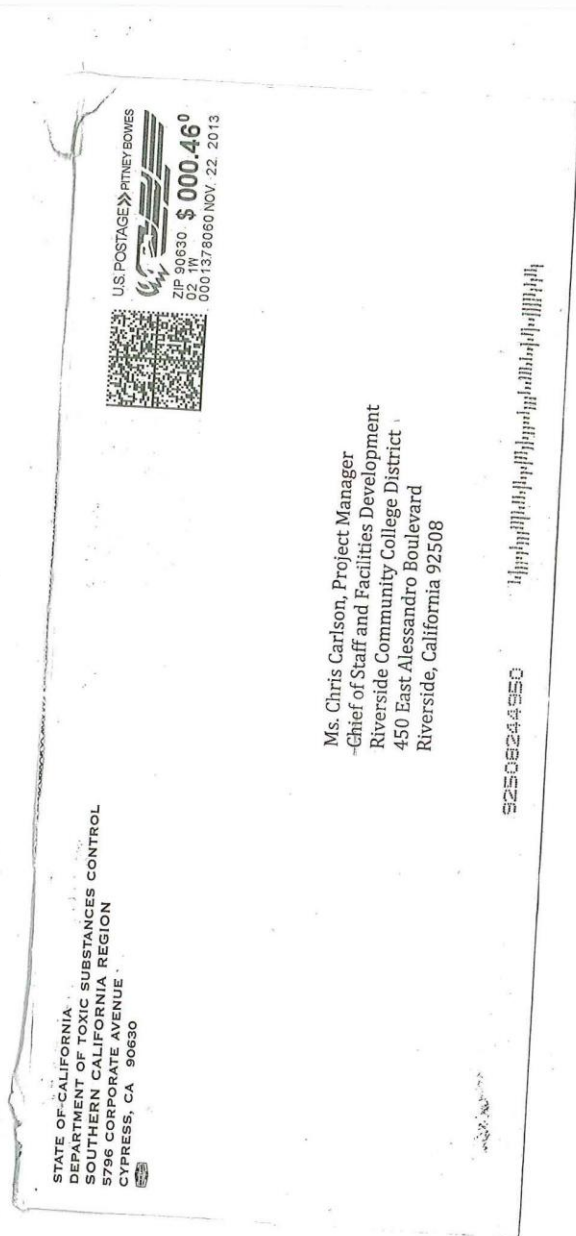 STATE OF CALIFORNIA
DEPARTMENT OF TOXIC SUBSTANCES CONTROL
SOUTHERN CALIFORNIA REGION
5796 CORPORATE AVENUE
CYPRESS, CA 90630
U.S. POSTAGE>> PITNEY BOWES
ZIP 90630 $ 000.46⁰
02 1W
0001378060 NOV. 22. 2013
Ms. Chris Carlson, Project Manager
Chief of Staff and Facilities Development
Riverside Community College District
450 East Alessandro Boulevard
Riverside, California 92508
92508244950